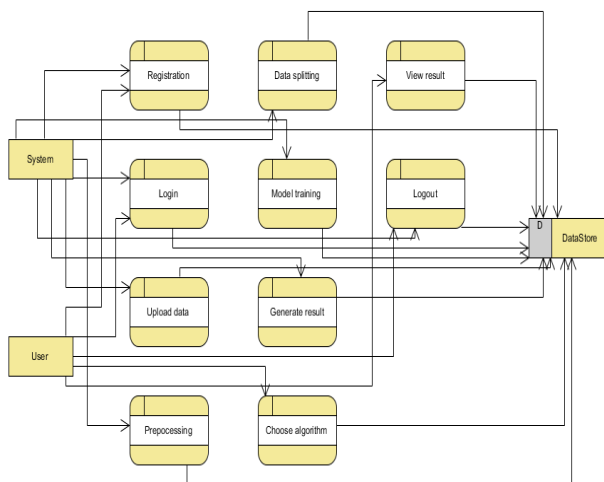 Registration
Data splitting
View result
System
Login
Model training
Logout
D
DataStore
Upload data
Generate result
User
Prepocessing
Choose algorithm